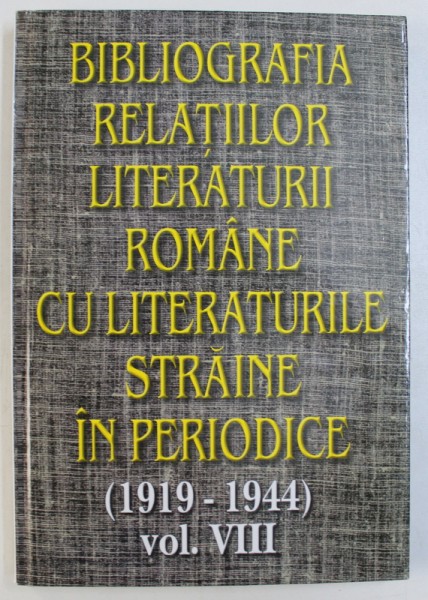 BIBLIOGRAFIA
RELAȚIILOR
LITERATURII
ROMÂNE
CU LITERATURILE
STRĂINE
ÎN PERIODICE
(1919 - 1944)
vol. VIII